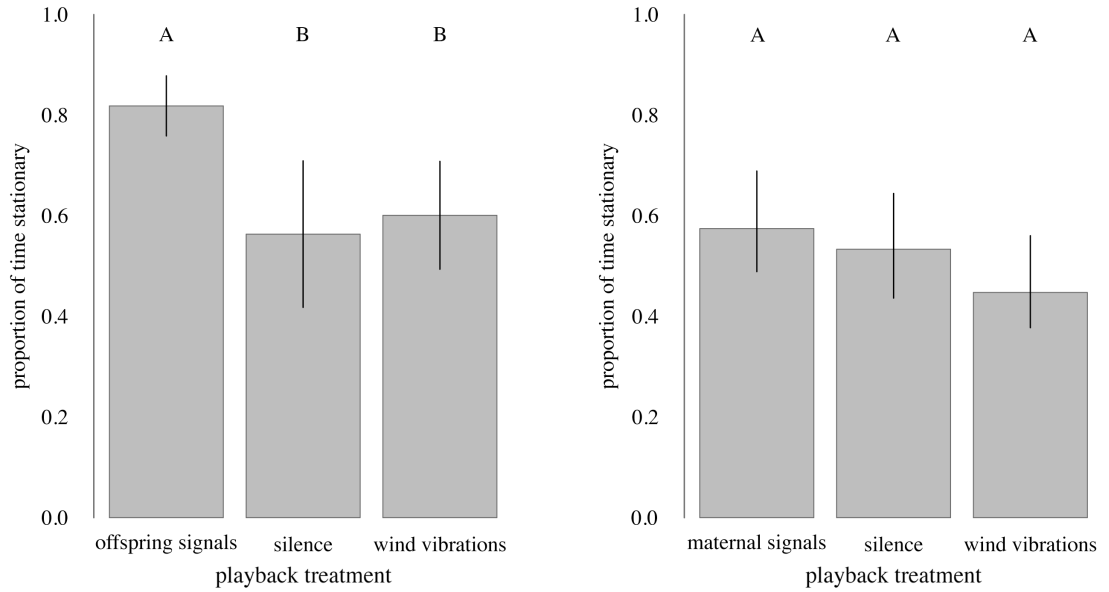 1.0
0.8
0.6
0.4
0.2
0.0
proportion of time stationary
A B B
offspring signals silence wind vibrations
playback treatment
1.0
0.8
0.6
0.4
0.2
0.0
proportion of time stationary
A A A
maternal signals silence wind vibrations
playback treatment